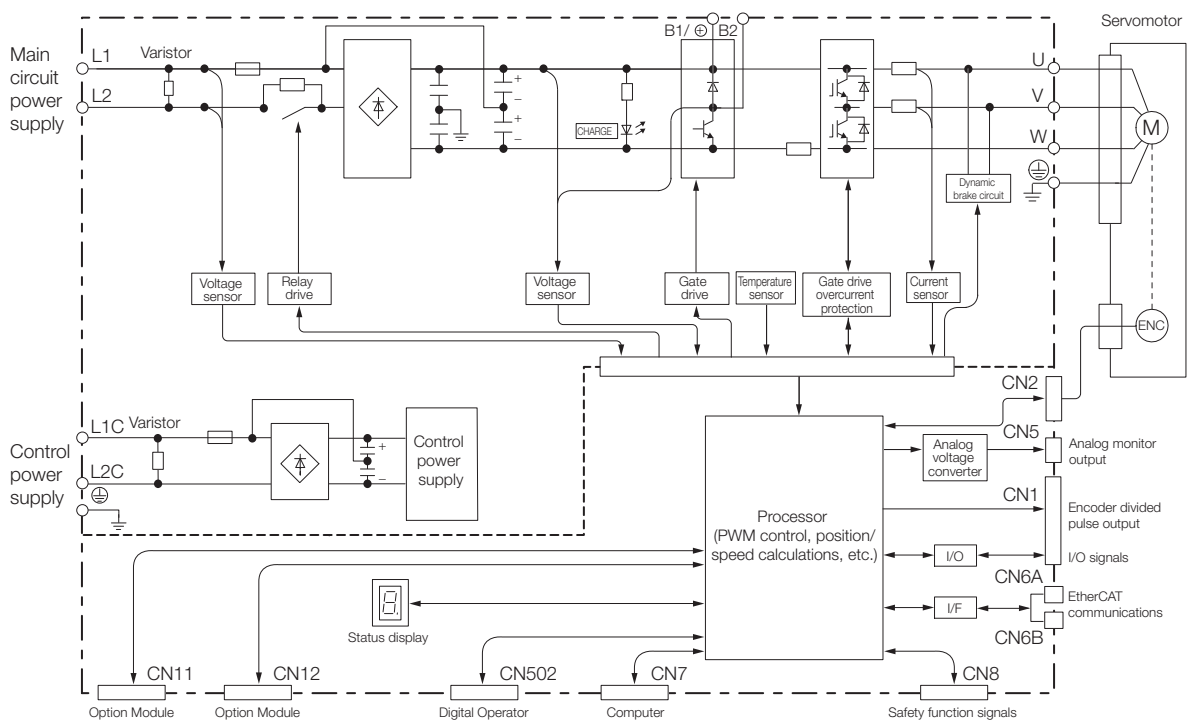 Servomotor
B1/ ⊕ B2
Main
circuit
power
supply
L1
Varistor
L2
+
−
+
−
CHARGE
U
V
W
M
Dynamic
brake circuit
Voltage
sensor
Relay
drive
Voltage
sensor
Gate
drive
Temperature
sensor
Gate drive
overcurrent
protection
Current
sensor
ENC
CN2
L1C
Varistor
Control
power
supply
L2C
+
−
Control
power
supply
CN5
Analog
voltage
converter
Analog monitor
output
CN1
Processor
(PWM control, position/
speed calculations, etc.)
Encoder divided
pulse output
I/O
I/O signals
CN6A
I/F
EtherCAT
communications
CN6B
8.
Status display
CN11
CN12
CN502
CN7
CN8
Option Module
Option Module
Digital Operator
Computer
Safety function signals